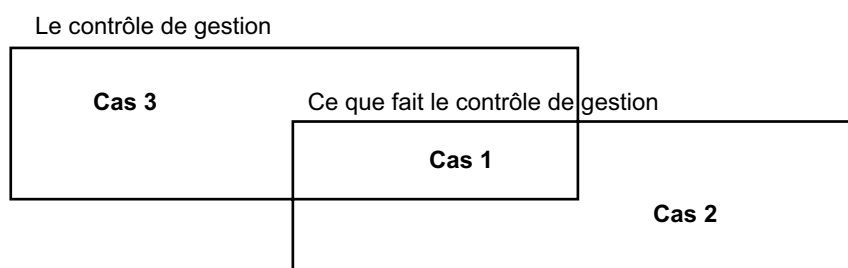 Le contrôle de gestion
Cas 3
Ce que fait le contrôle de gestion
Cas 1
Cas 2